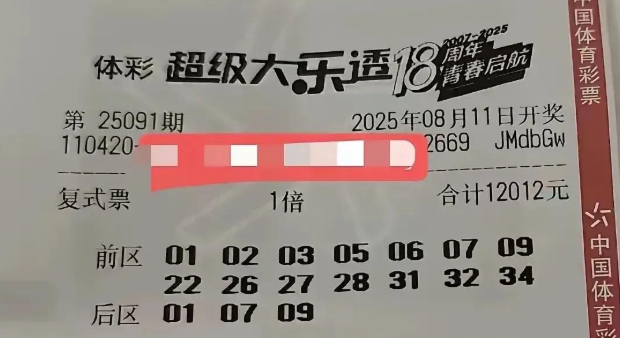 体彩 超级大乐透 18 2007-2025 周年 青春启航
第 25091期 2025年08月11日开奖
110420- 2669 JMdbGw
复式票 1倍 合计12012元
前区 01 02 03 05 06 07 09
22 26 27 28 31 32 34
后区 01 07 09
中国体育彩票
中国体育彩